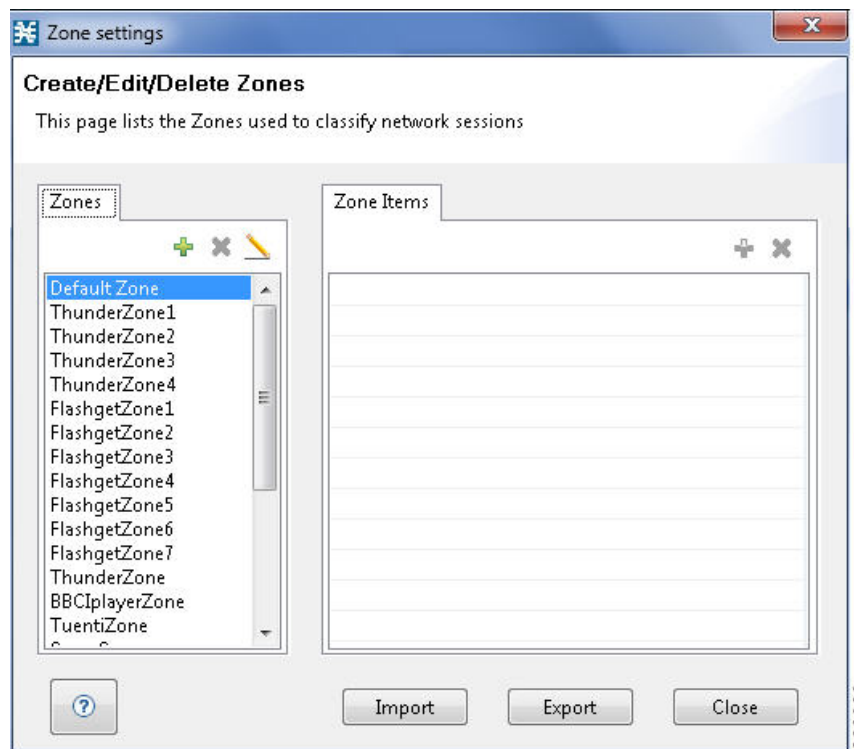 Zone settings
Create/Edit/Delete Zones
This page lists the Zones used to classify network sessions
Zones
Zone Items
Default Zone
ThunderZone1
ThunderZone2
ThunderZone3
ThunderZone4
FlashgetZone1
FlashgetZone2
FlashgetZone3
FlashgetZone4
FlashgetZone5
FlashgetZone6
FlashgetZone7
ThunderZone
BBCIplayerZone
TuentiZone
?
Import
Export
Close